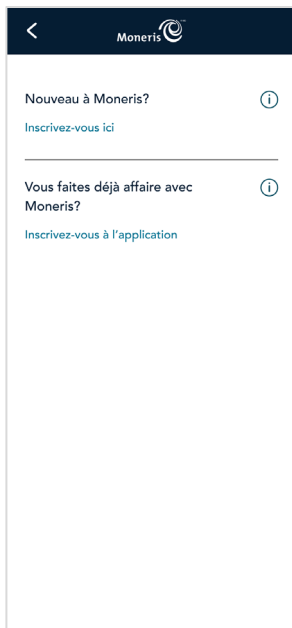 Moneris
Nouveau à Moneris?
Inscrivez-vous ici
Vous faites déjà affaire avec
Moneris?
Inscrivez-vous à l'application